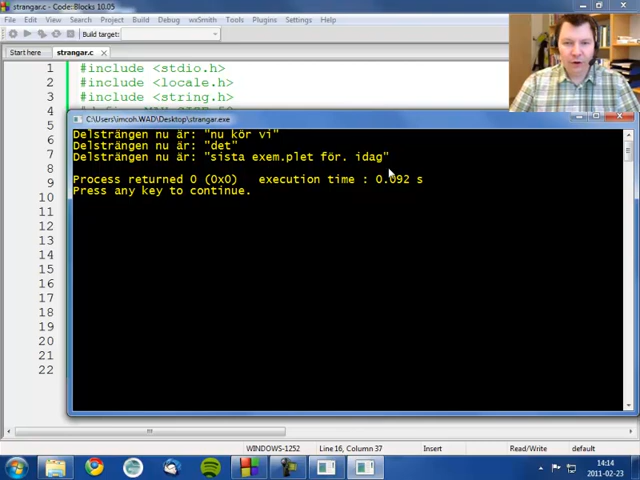 strangar.c - Code::Blocks 10.05
File Edit View Search Project Build Debug wxSmith Tools Plugins Settings Help
Build target:
Start here strangar.c
1 #include <stdio.h>
2 #include <locale.h>
3 #include <string.h>
4
5
6
7
8
9
10
11
12
13
14
15
16
17
18
19
20
21
22
C:\Users\imcoh.WAD\Desktop\strangar.exe
Delsträngen nu är: "nu kör vi"
Delsträngen nu är: "det"
Delsträngen nu är: "sista exem.plet för. idag"
Process returned 0 (0x0) execution time : 0.092 s
Press any key to continue.
WINDOWS-1252 Line 16, Column 37 Insert Read/Write default
14:14
2011-02-23